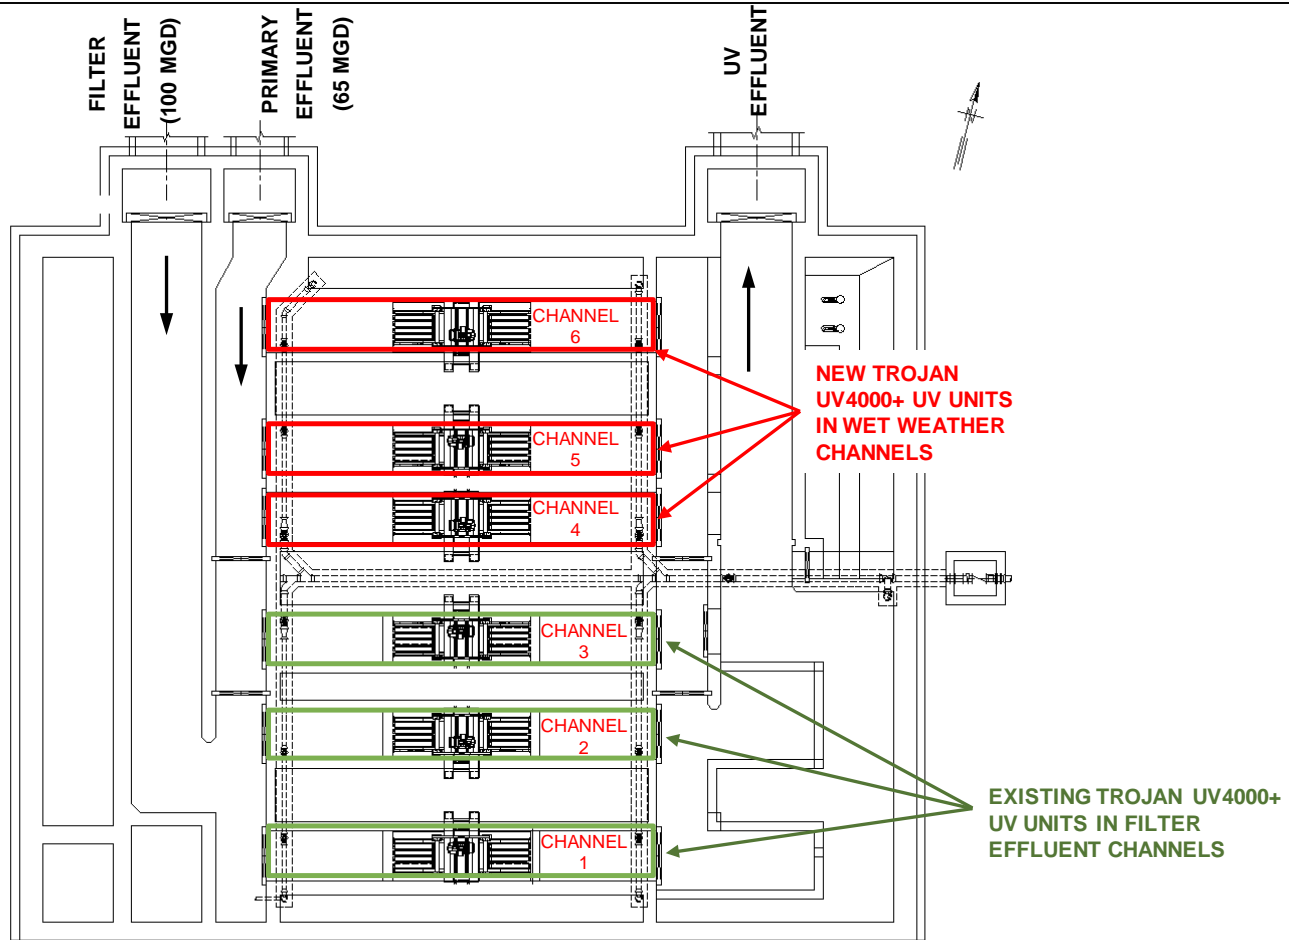 FILTER
EFFLUENT
(100 MGD)
PRIMARY
EFFLUENT
(65 MGD)
UV
EFFLUENT
CHANNEL
6
CHANNEL
5
CHANNEL
4
NEW TROJAN
UV4000+ UV UNITS
IN WET WEATHER
CHANNELS
CHANNEL
3
CHANNEL
2
CHANNEL
1
EXISTING TROJAN UV4000+
UV UNITS IN FILTER
EFFLUENT CHANNELS